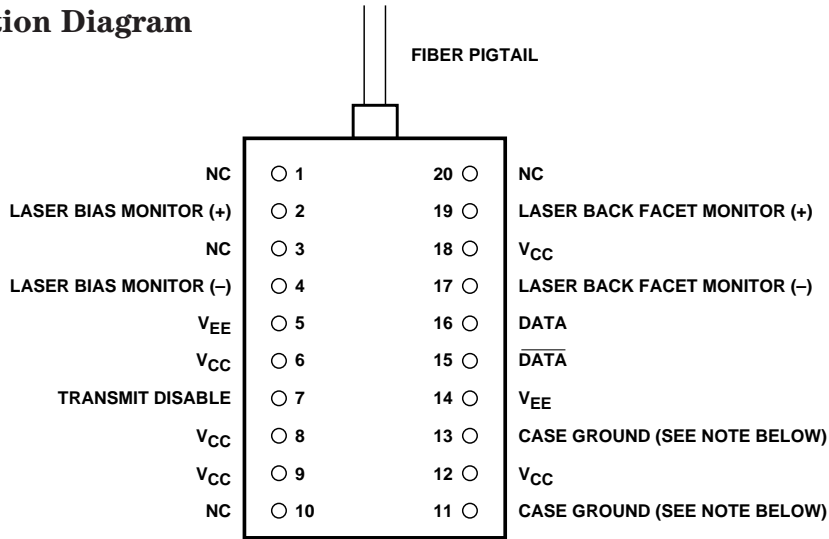 tion Diagram
FIBER PIGTAIL
NC 1 20 NC
LASER BIAS MONITOR (+) 2 19 LASER BACK FACET MONITOR (+)
NC 3 18 VCC
LASER BIAS MONITOR (–) 4 17 LASER BACK FACET MONITOR (–)
VEE 5 16 DATA
VCC 6 15 DATA
TRANSMIT DISABLE 7 14 VEE
VCC 8 13 CASE GROUND (SEE NOTE BELOW)
VCC 9 12 VCC
NC 10 11 CASE GROUND (SEE NOTE BELOW)